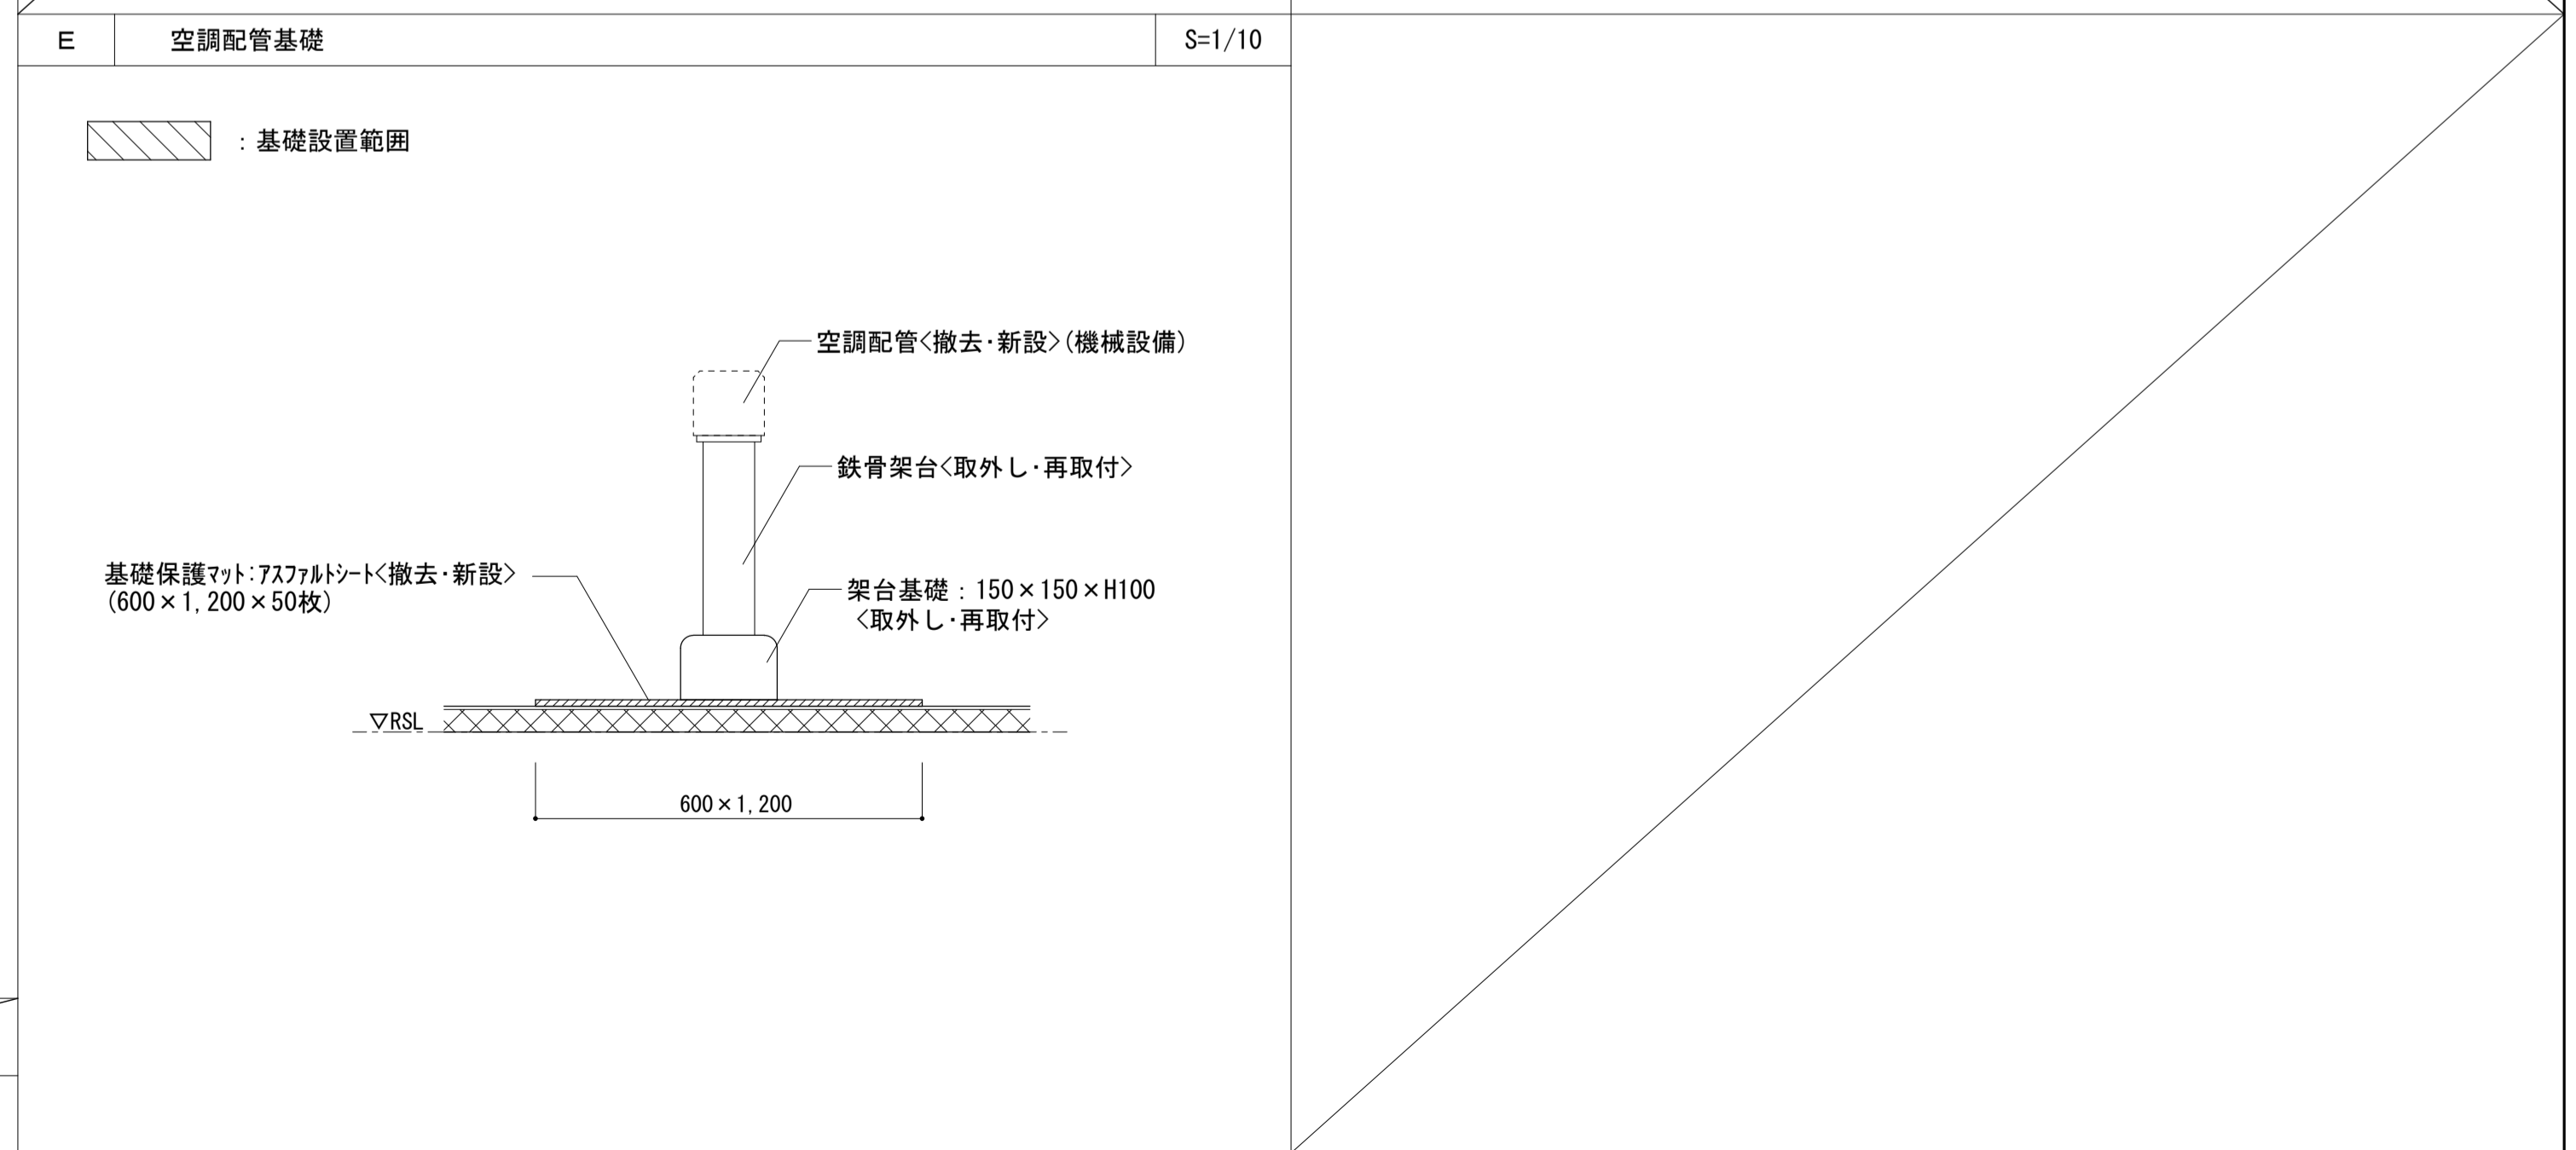 E 空調配管基礎 S=1/10
：基礎設置範囲
空調配管<撤去・新設>(機械設備)
鉄骨架台<取外し・再取付>
基礎保護ﾏｯﾄ：ｱｽﾌｧﾙﾄｼｰﾄ<撤去・新設>
(600×1,200×50枚)
架台基礎：150×150×H100
<取外し・再取付>
▽RSL
600×1,200